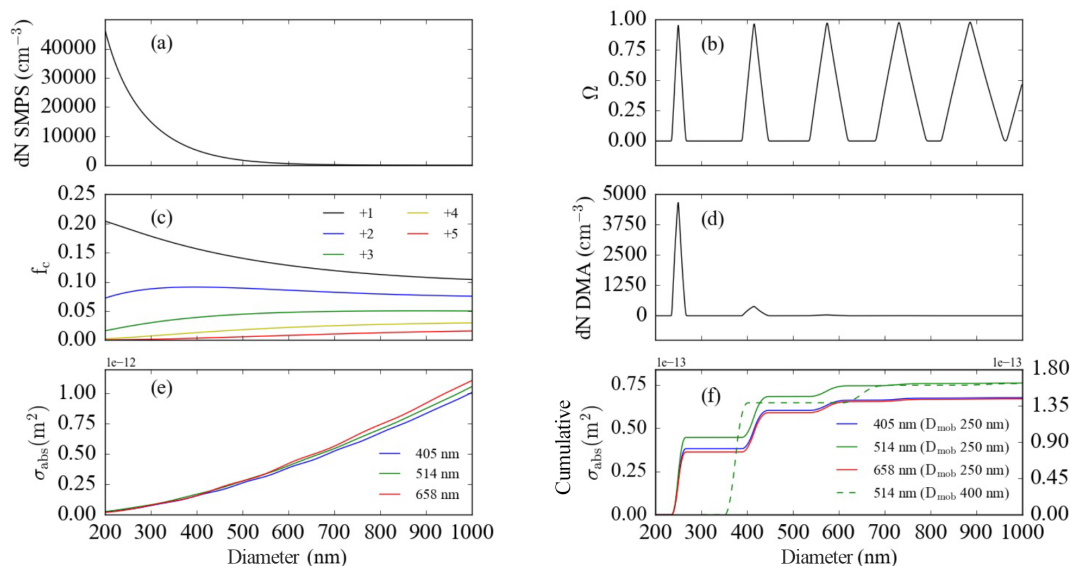 (a)
dN SMPS (cm⁻³)
40000
30000
20000
10000
0
(b)
Ω
1.00
0.75
0.50
0.25
0.00
(c)
f_c
0.25
0.20
0.15
0.10
0.05
0.00
+1
+2
+3
+4
+5
(d)
dN DMA (cm⁻³)
5000
3750
2500
1250
0
1e−12
(e)
σ_abs(m²)
1.00
0.75
0.50
0.25
0.00
405 nm
514 nm
658 nm
200 300 400 500 600 700 800 900 1000
Diameter (nm)
1e−13
1e−13
(f)
Cumulative
σ_abs(m²)
0.75
0.50
0.25
0.00
1.80
1.35
0.90
0.45
0.00
405 nm (D_mob 250 nm)
514 nm (D_mob 250 nm)
658 nm (D_mob 250 nm)
514 nm (D_mob 400 nm)
200 300 400 500 600 700 800 900 1000
Diameter (nm)